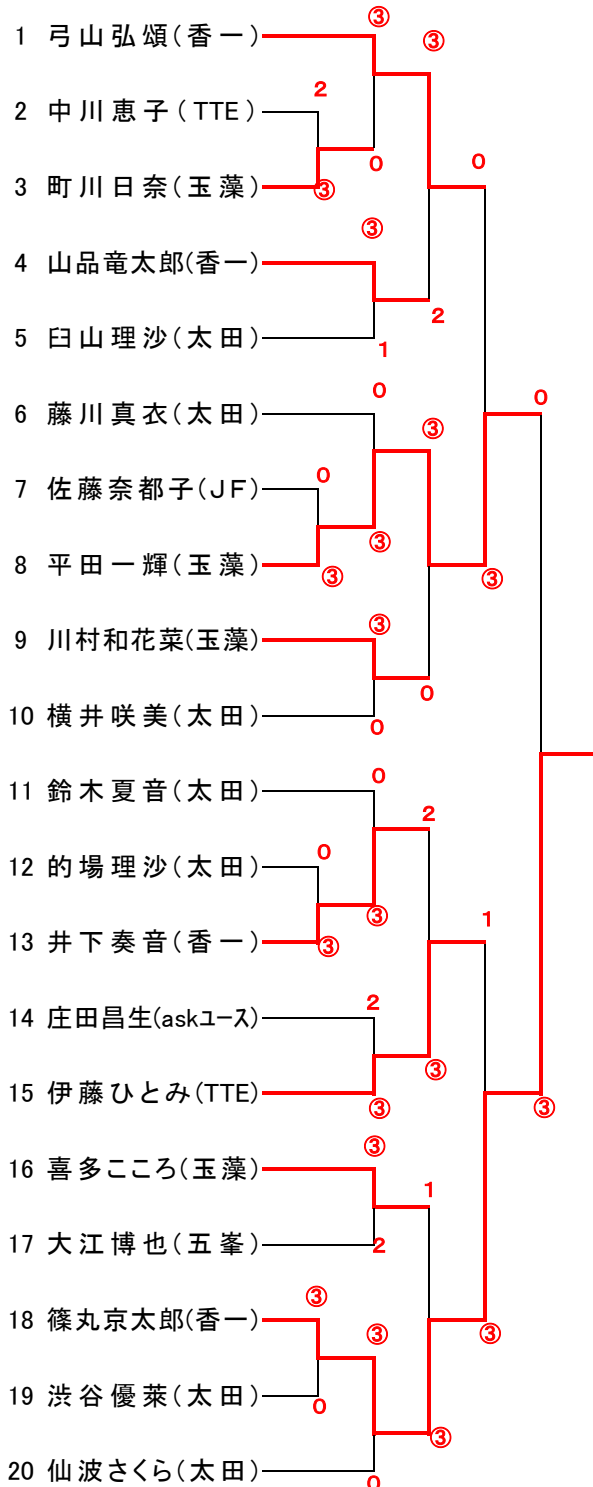 ③
1 弓山弘頌(香一) ③
2
2 中川恵子(TTE)
0 0
3 町川日奈(玉藻) ③
③
4 山品竜太郎(香一)
2
5 臼山理沙(太田) 1
0 0
6 藤川真衣(太田) ③
0
7 佐藤奈都子(JF)
③
8 平田一輝(玉藻) ③ ③
③
9 川村和花菜(玉藻)
0
10 横井咲美(太田) 0
0
11 鈴木夏音(太田)
2
0
12 的場理沙(太田)
③ 1
13 井下奏音(香一) ③
2
14 庄田昌生(askユース)
③
15 伊藤ひとみ(TTE) ③ ③
③
16 喜多こころ(玉藻)
1
17 大江博也(五峯) 2
③
18 篠丸京太郎(香一) ③ ③
19 渋谷優菜(太田) 0
③
20 仙波さくら(太田) 0